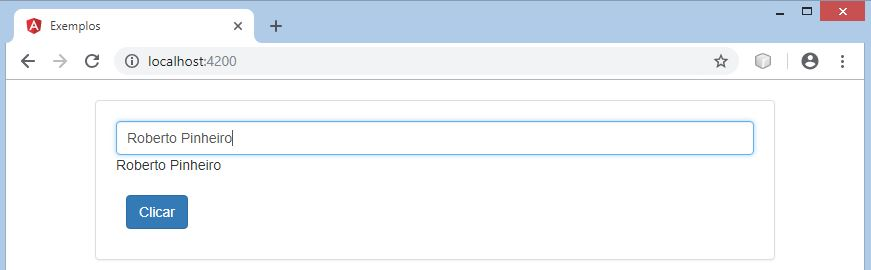 Exemplos
localhost:4200
Roberto Pinheiro
Roberto Pinheiro
Clicar